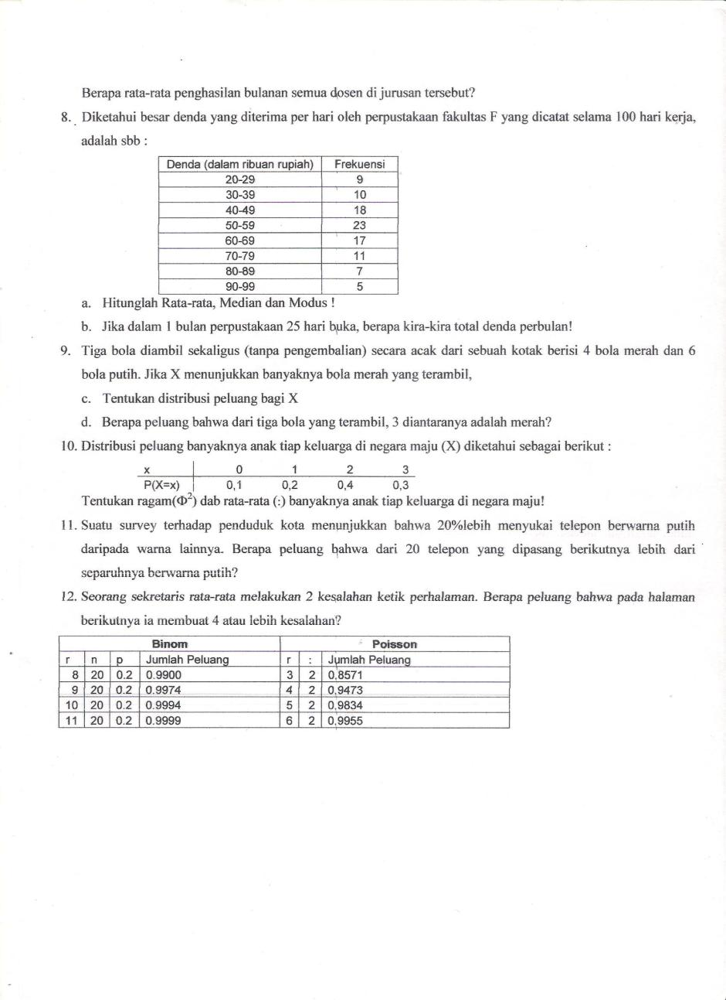 Berapa rata-rata penghasilan bulanan semua dosen di jurusan tersebut?
8. Diketahui besar denda yang diterima per hari oleh perpustakaan fakultas F yang dicatat selama 100 hari kerja,
adalah sbb :
Denda (dalam ribuan rupiah) Frekuensi
20-29 9
30-39 10
40-49 18
50-59 23
60-69 17
70-79 11
80-89 7
90-99 5
a. Hitunglah Rata-rata, Median dan Modus !
b. Jika dalam 1 bulan perpustakaan 25 hari buka, berapa kira-kira total denda perbulan!
9. Tiga bola diambil sekaligus (tanpa pengembalian) secara acak dari sebuah kotak berisi 4 bola merah dan 6
bola putih. Jika X menunjukkan banyaknya bola merah yang terambil,
c. Tentukan distribusi peluang bagi X
d. Berapa peluang bahwa dari tiga bola yang terambil, 3 diantaranya adalah merah?
10. Distribusi peluang banyaknya anak tiap keluarga di negara maju (X) diketahui sebagai berikut :
x 0 1 2 3
P(X=x) 0,1 0,2 0,4 0,3
Tentukan ragam(Φ²) dab rata-rata (:) banyaknya anak tiap keluarga di negara maju!
11. Suatu survey terhadap penduduk kota menunjukkan bahwa 20%lebih menyukai telepon berwarna putih
daripada warna lainnya. Berapa peluang bahwa dari 20 telepon yang dipasang berikutnya lebih dari
separuhnya berwarna putih?
12. Seorang sekretaris rata-rata melakukan 2 kesalahan ketik perhalaman. Berapa peluang bahwa pada halaman
berikutnya ia membuat 4 atau lebih kesalahan?
Binom Poisson
r n p Jumlah Peluang r : Jumlah Peluang
8 20 0.2 0.9900 3 2 0,8571
9 20 0.2 0.9974 4 2 0,9473
10 20 0.2 0.9994 5 2 0,9834
11 20 0.2 0.9999 6 2 0,9955